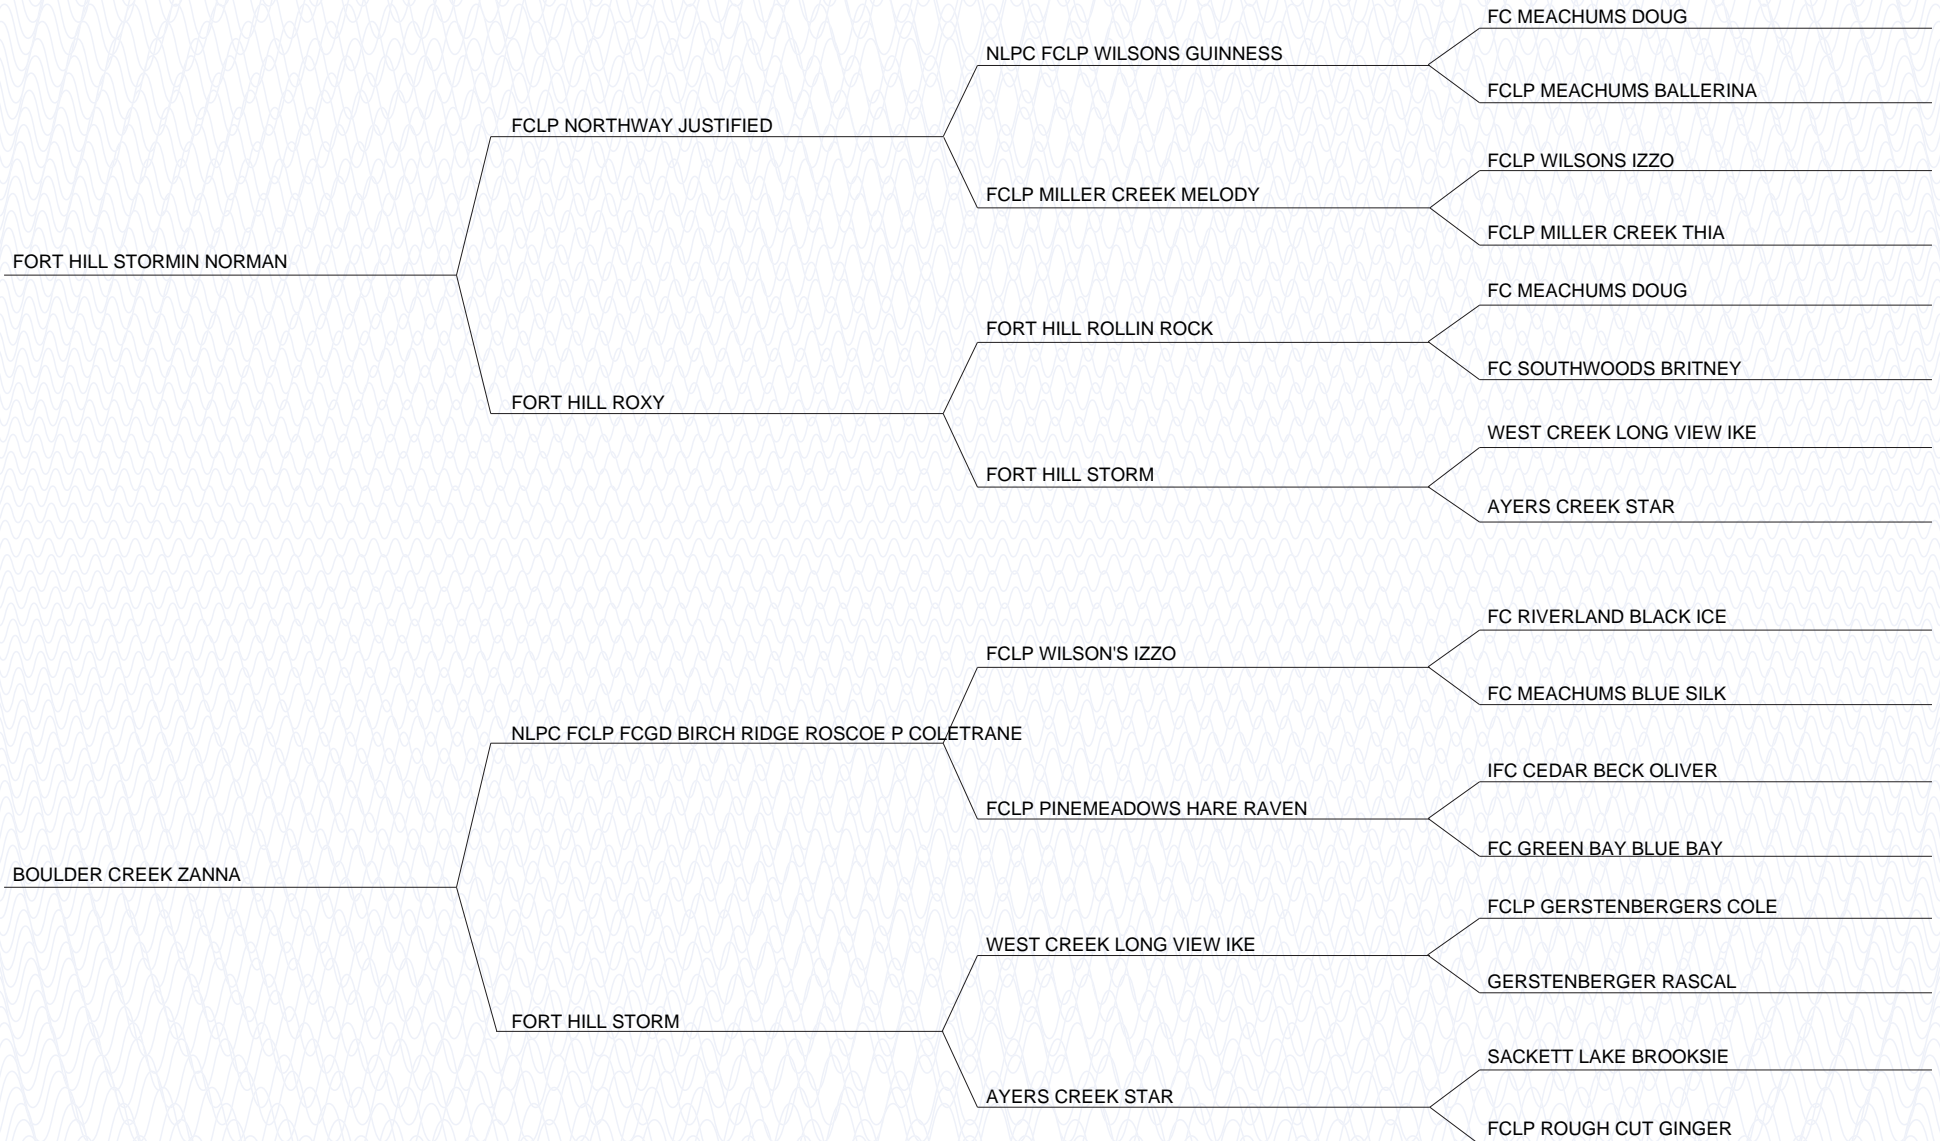 FC MEACHUMS DOUG
NLPC FCLP WILSONS GUINNESS
FCLP MEACHUMS BALLERINA
FCLP NORTHWAY JUSTIFIED
FCLP WILSONS IZZO
FCLP MILLER CREEK MELODY
FCLP MILLER CREEK THIA
FORT HILL STORMIN NORMAN
FC MEACHUMS DOUG
FORT HILL ROLLIN ROCK
FC SOUTHWOODS BRITNEY
FORT HILL ROXY
WEST CREEK LONG VIEW IKE
FORT HILL STORM
AYERS CREEK STAR
FC RIVERLAND BLACK ICE
FCLP WILSON'S IZZO
FC MEACHUMS BLUE SILK
NLPC FCLP FCGD BIRCH RIDGE ROSCOE P COLETRANE
IFC CEDAR BECK OLIVER
FCLP PINEMEADOWS HARE RAVEN
FC GREEN BAY BLUE BAY
BOULDER CREEK ZANNA
FCLP GERSTENBERGERS COLE
WEST CREEK LONG VIEW IKE
GERSTENBERGER RASCAL
FORT HILL STORM
SACKETT LAKE BROOKSIE
AYERS CREEK STAR
FCLP ROUGH CUT GINGER